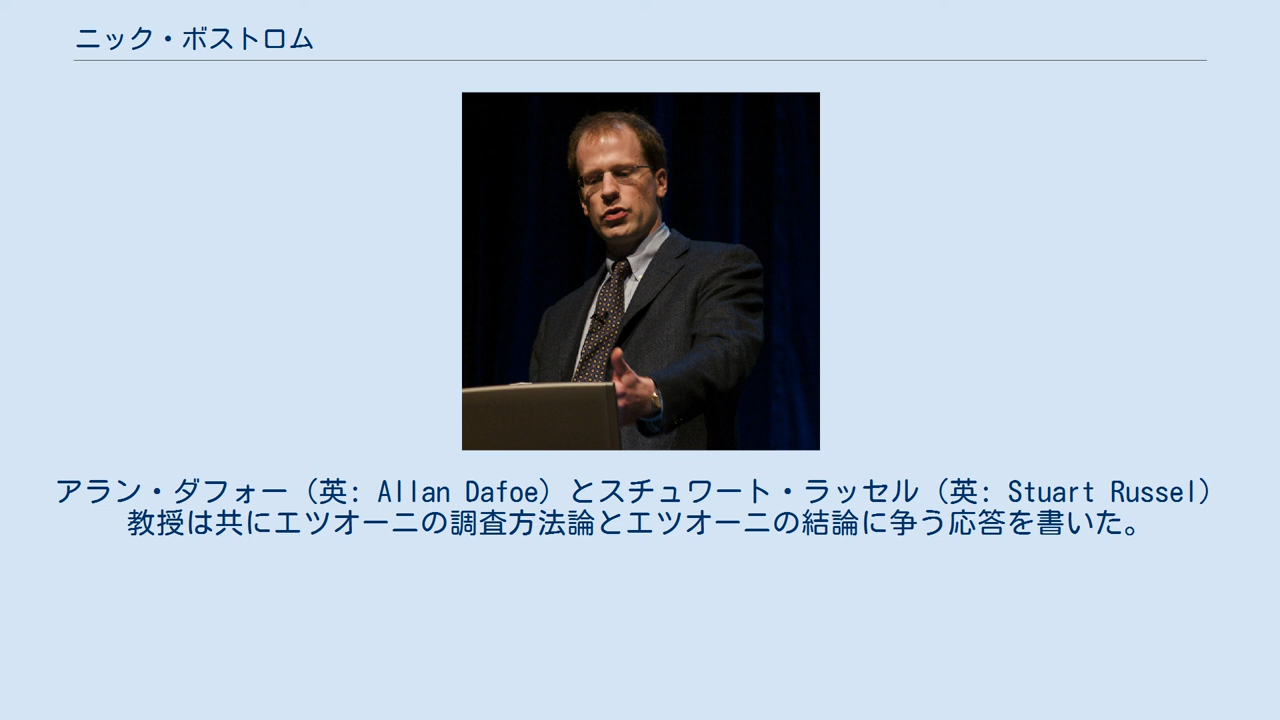 ニック・ボストロム
アラン・ダフォー（英: Allan Dafoe）とスチュワート・ラッセル（英: Stuart Russel）
教授は共にエツオーニの調査方法論とエツオーニの結論に争う応答を書いた。